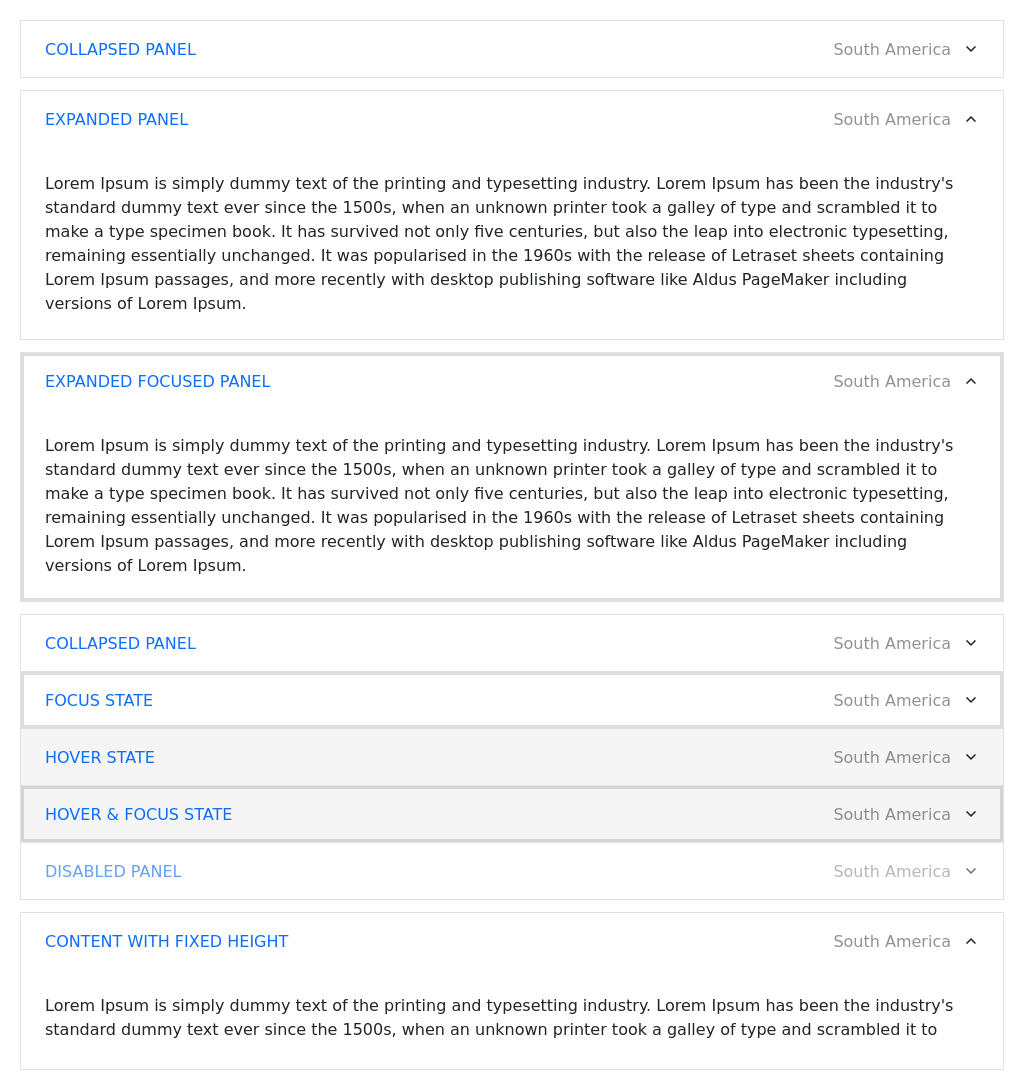 COLLAPSED PANEL South America
EXPANDED PANEL South America
Lorem Ipsum is simply dummy text of the printing and typesetting industry. Lorem Ipsum has been the industry's
standard dummy text ever since the 1500s, when an unknown printer took a galley of type and scrambled it to
make a type specimen book. It has survived not only five centuries, but also the leap into electronic typesetting,
remaining essentially unchanged. It was popularised in the 1960s with the release of Letraset sheets containing
Lorem Ipsum passages, and more recently with desktop publishing software like Aldus PageMaker including
versions of Lorem Ipsum.
EXPANDED FOCUSED PANEL South America
Lorem Ipsum is simply dummy text of the printing and typesetting industry. Lorem Ipsum has been the industry's
standard dummy text ever since the 1500s, when an unknown printer took a galley of type and scrambled it to
make a type specimen book. It has survived not only five centuries, but also the leap into electronic typesetting,
remaining essentially unchanged. It was popularised in the 1960s with the release of Letraset sheets containing
Lorem Ipsum passages, and more recently with desktop publishing software like Aldus PageMaker including
versions of Lorem Ipsum.
COLLAPSED PANEL South America
FOCUS STATE South America
HOVER STATE South America
HOVER & FOCUS STATE South America
DISABLED PANEL South America
CONTENT WITH FIXED HEIGHT South America
Lorem Ipsum is simply dummy text of the printing and typesetting industry. Lorem Ipsum has been the industry's
standard dummy text ever since the 1500s, when an unknown printer took a galley of type and scrambled it to